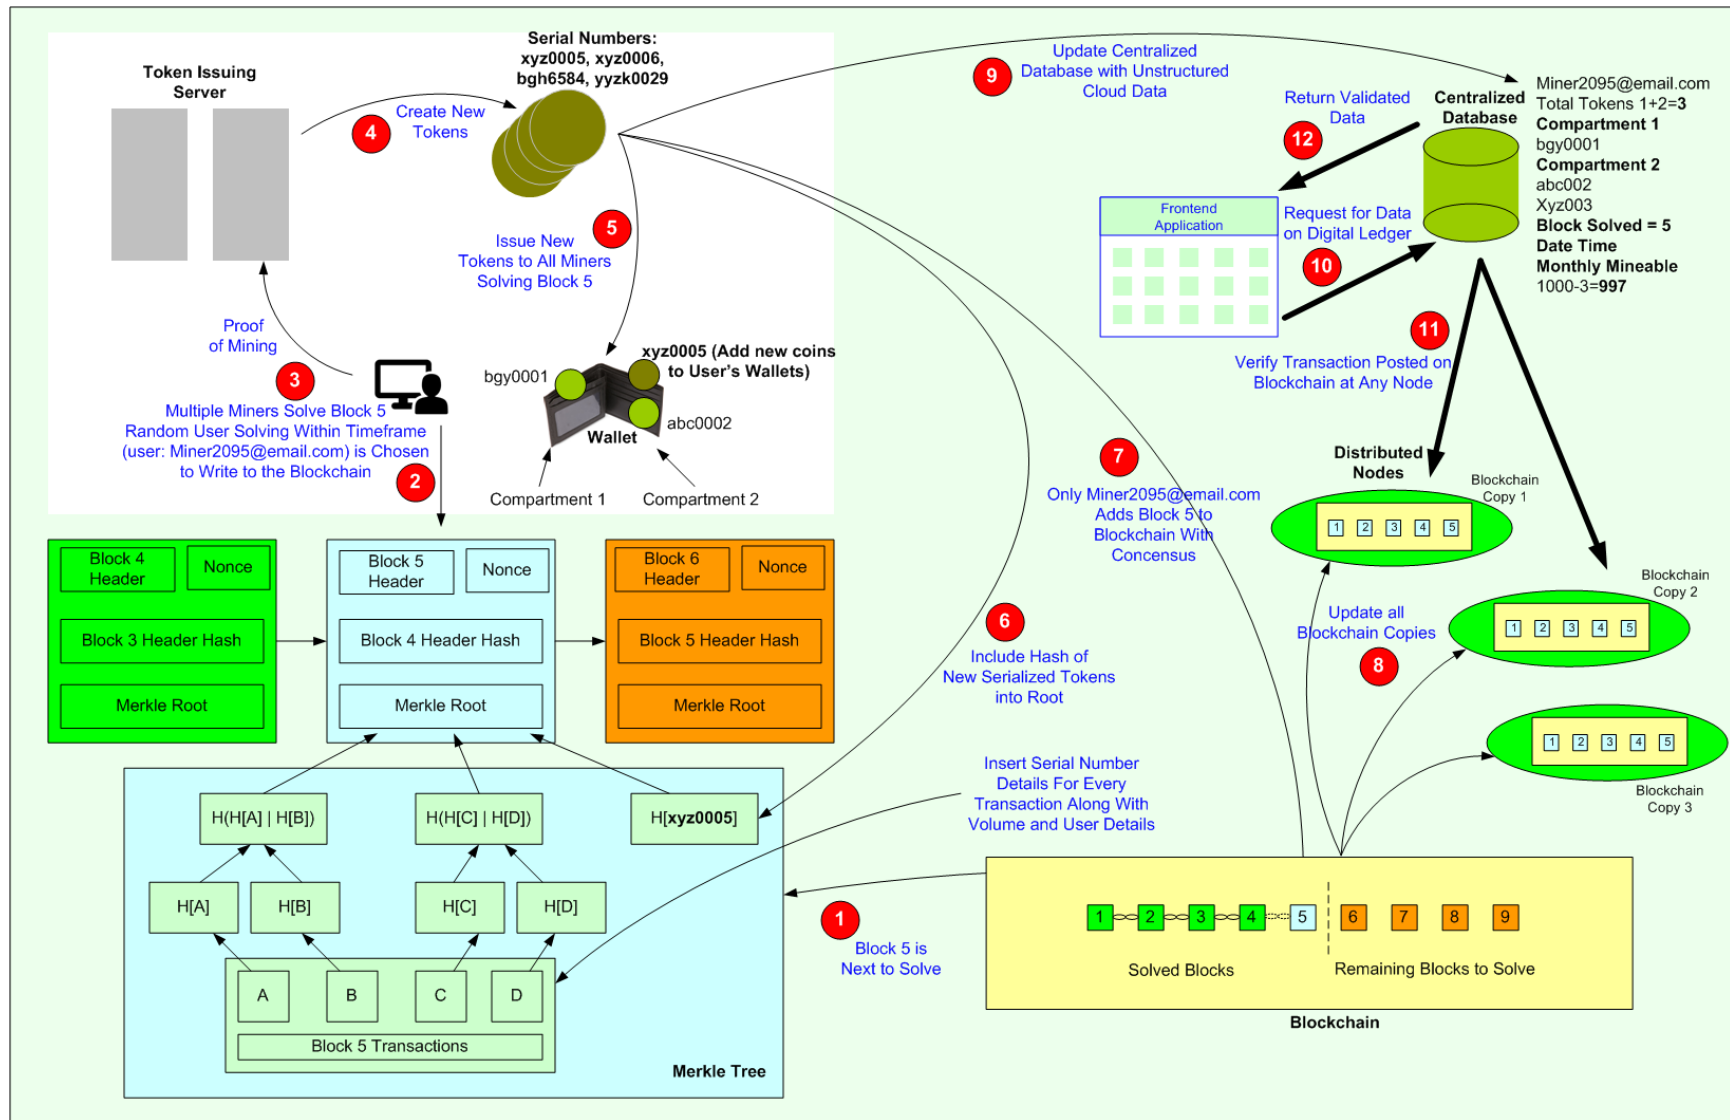 Token Issuing
Server
Serial Numbers:
xyz0005, xyz0006,
bgh6584, yyzk0029
4
Create New
Tokens
5
Issue New
Tokens to All Miners
Solving Block 5
Proof
of Mining
3
Multiple Miners Solve Block 5
Random User Solving Within Timeframe
(user: Miner2095@email.com) is Chosen
to Write to the Blockchain
2
bgy0001
xyz0005 (Add new coins
to User's Wallets)
abc0002
Wallet
Compartment 1
Compartment 2
9
Update Centralized
Database with Unstructured
Cloud Data
Return Validated
Data
12
Centralized
Database
Miner2095@email.com
Total Tokens 1+2=3
Compartment 1
bgy0001
Compartment 2
abc002
Xyz003
Block Solved = 5
Date Time
Monthly Mineable
1000-3=997
Frontend
Application
Request for Data
on Digital Ledger
10
11
Verify Transaction Posted on
Blockchain at Any Node
7
Only Miner2095@email.com
Adds Block 5 to
Blockchain With
Concensus
Distributed
Nodes
Blockchain
Copy 1
1 2 3 4 5
Blockchain
Copy 2
1 2 3 4 5
Update all
Blockchain Copies
8
1 2 3 4 5
Blockchain
Copy 3
Block 4
Header
Nonce
Block 3 Header Hash
Merkle Root
Block 5
Header
Nonce
Block 4 Header Hash
Merkle Root
Block 6
Header
Nonce
Block 5 Header Hash
Merkle Root
6
Include Hash of
New Serialized Tokens
into Root
Insert Serial Number
Details For Every
Transaction Along With
Volume and User Details
H(H[A] | H[B])
H(H[C] | H[D])
H[xyz0005]
H[A]
H[B]
H[C]
H[D]
A
B
C
D
Block 5 Transactions
Merkle Tree
1
Block 5 is
Next to Solve
1 2 3 4 5 6 7 8 9
Solved Blocks
Remaining Blocks to Solve
Blockchain